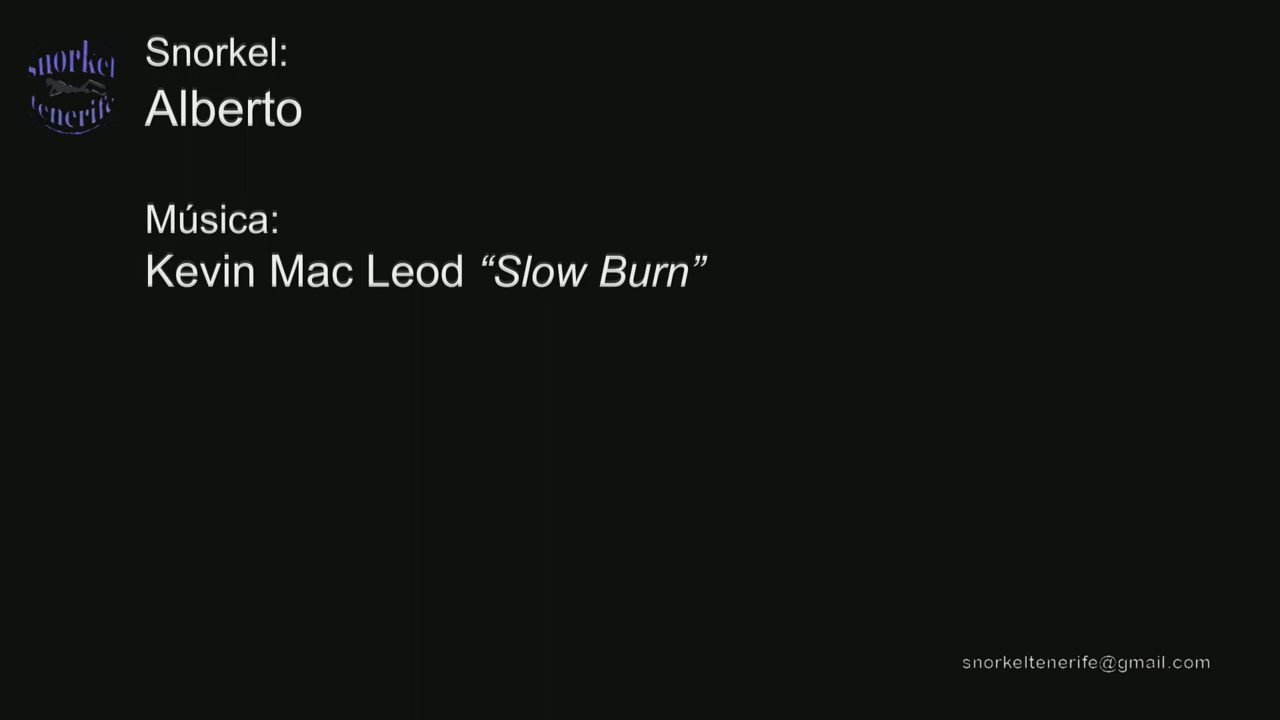 snorkel
tenerife
Snorkel:
Alberto
Música:
Kevin Mac Leod “Slow Burn”
snorkeltenerife@gmail.com